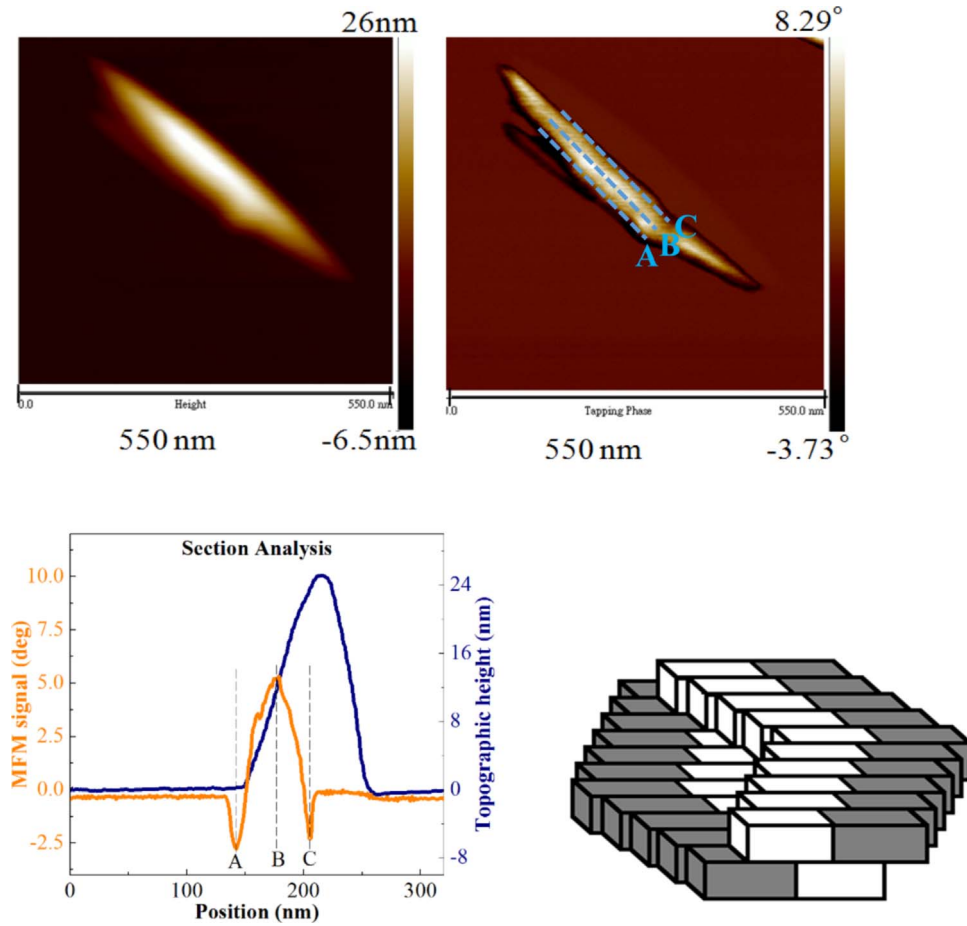 26nm
8.29°
A
B
C
0.0 Height 550.0 nm
1.0 Tapping Phase 550.0 nm
550 nm -6.5nm
550 nm -3.73°
Section Analysis
MFM signal (deg)
10.0
7.5
5.0
2.5
0.0
-2.5
24
16
8
0
-8
Topographic height (nm)
A B C
0 100 200 300
Position (nm)